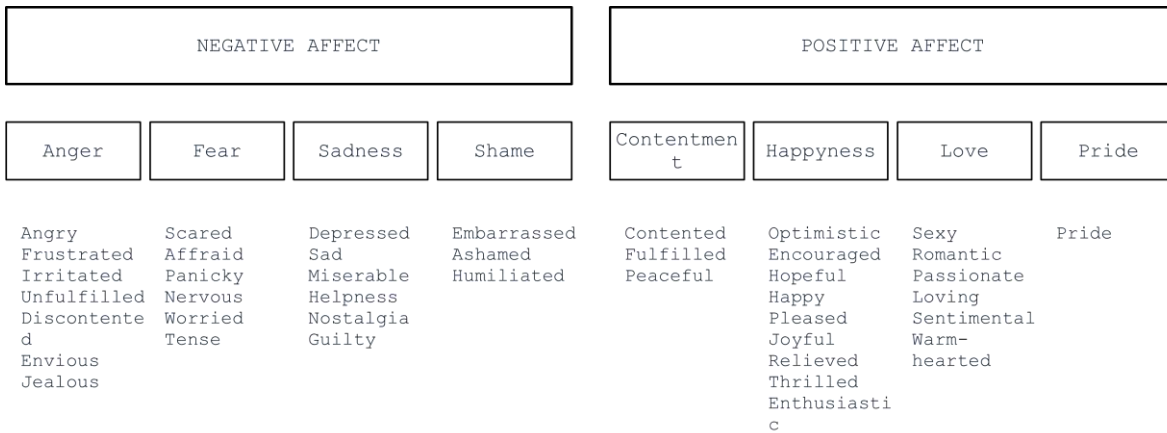 NEGATIVE AFFECT
POSITIVE AFFECT
Anger
Fear
Sadness
Shame
Contentmen
t
Happyness
Love
Pride
Angry
Frustrated
Irritated
Unfulfilled
Discontente
d
Envious
Jealous
Scared
Affraid
Panicky
Nervous
Worried
Tense
Depressed
Sad
Miserable
Helpness
Nostalgia
Guilty
Embarrassed
Ashamed
Humiliated
Contented
Fulfilled
Peaceful
Optimistic
Encouraged
Hopeful
Happy
Pleased
Joyful
Relieved
Thrilled
Enthusiasti
c
Sexy
Romantic
Passionate
Loving
Sentimental
Warm-
hearted
Pride